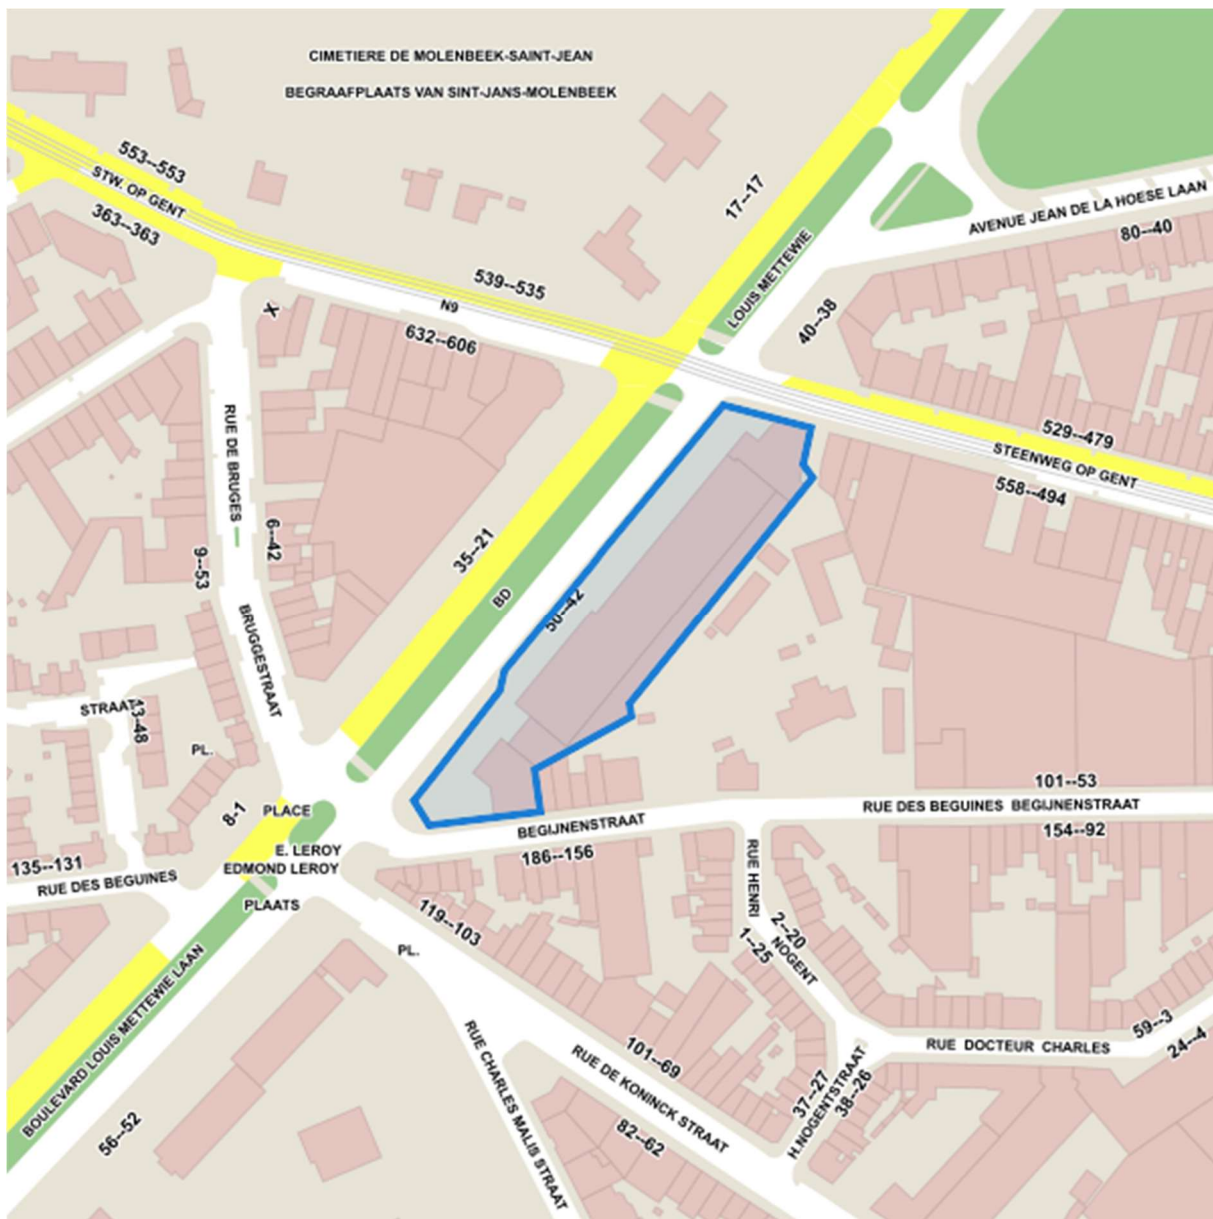 CIMETIERE DE MOLENBEEK-SAINT-JEAN
BEGRAAFPLAATS VAN SINT-JANS-MOLENBEEK
553--553
STW. OP GENT
363--363
17--17
AVENUE JEAN DE LA HOESE LAAN
80--40
LOUIS METTEWIE
539--535
N9
X
632--606
40--38
529--479
STEENWEG OP GENT
558--494
RUE DE BRUGES
6--42
9--53
35--21
BD
50--42
BRUGGESTRAAT
STRAAT
43-48
PL.
8-1
PLACE
101--53
RUE DES BEGUINES BEGIJNENSTRAAT
154--92
BEGIJNENSTRAAT
186--156
E. LEROY
EDMOND LEROY
PLAATS
135--131
RUE DES BEGUINES
119--103
PL.
RUE HENRI
2--20
NOGENT
1--25
BOULEVARD LOUIS METTEWIE LAAN
56--52
RUE CHARLES MALIS STRAAT
101--69
RUE DE KONINCK STRAAT
82--62
37--27
H.NOGENTSTRAAT
38--26
RUE DOCTEUR CHARLES
59--3
24--4